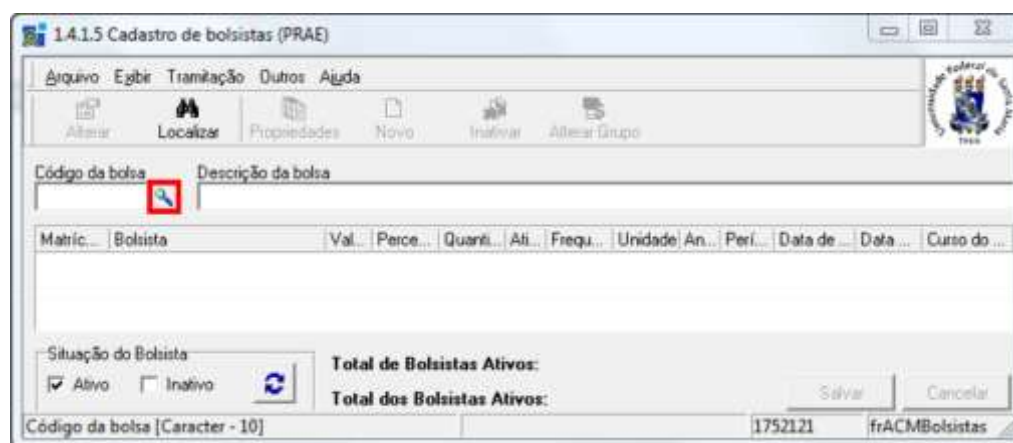 1.4.1.5 Cadastro de bolsistas (PRAE)
Arquivo Exibir Tramitação Outros Ajuda
Alterar Localizar Propriedades Novo Inativar Alterar Grupo
Código da bolsa Descrição da bolsa
Matríc... Bolsista Val... Perce... Quanti... Ati... Frequ... Unidade An... Perí... Data de ... Data ... Curso do ...
Situação do Bolsista
Ativo Inativo
Total de Bolsistas Ativos:
Total dos Bolsistas Ativos:
Salvar Cancelar
Código da bolsa [Caracter - 10] 1752121 frACMBolsistas